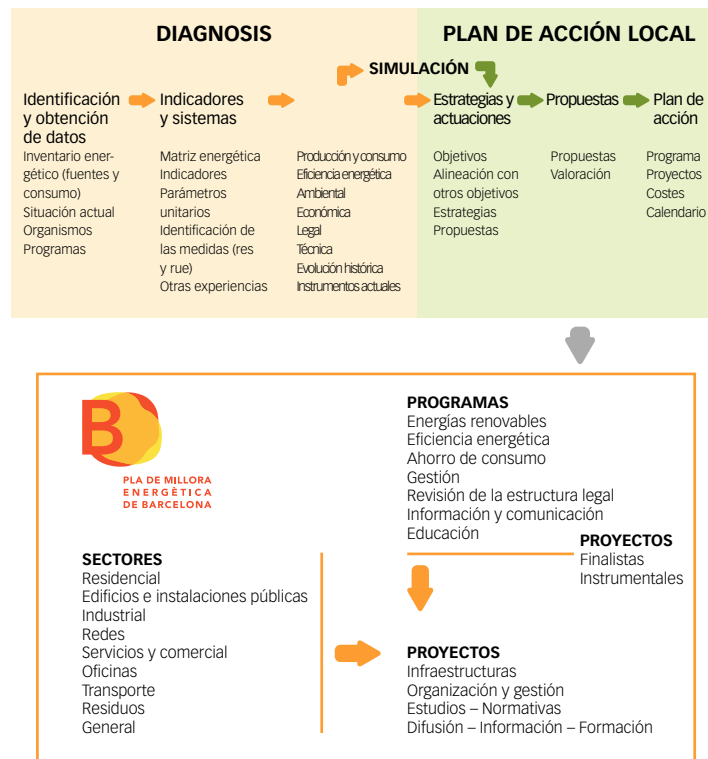 DIAGNOSIS
PLAN DE ACCIÓN LOCAL
SIMULACIÓN
Identificación
y obtención
de datos
Inventario ener-
gético (fuentes y
consumo)
Situación actual
Organismos
Programas
Indicadores
y sistemas
Matriz energética
Indicadores
Parámetros
unitarios
Identificación de
las medidas (res
y rue)
Otras experiencias
Producción y consumo
Eficiencia energética
Ambiental
Económica
Legal
Técnica
Evolución histórica
Instrumentos actuales
Estrategias y
actuaciones
Objetivos
Alineación con
otros objetivos
Estrategias
Propuestas
Propuestas
Propuestas
Valoración
Plan de
acción
Programa
Proyectos
Costes
Calendario
B
PLA DE MILLORA
ENERGÈTICA
DE BARCELONA
PROGRAMAS
Energías renovables
Eficiencia energética
Ahorro de consumo
Gestión
Revisión de la estructura legal
Información y comunicación
Educación
PROYECTOS
Finalistas
Instrumentales
SECTORES
Residencial
Edificios e instalaciones públicas
Industrial
Redes
Servicios y comercial
Oficinas
Transporte
Residuos
General
PROYECTOS
Infraestructuras
Organización y gestión
Estudios – Normativas
Difusión – Información – Formación